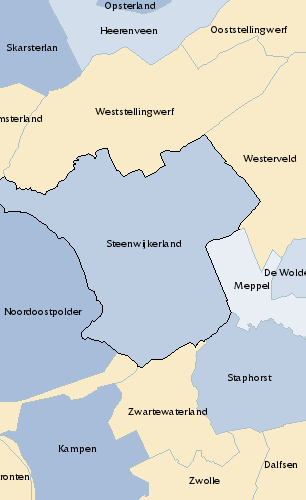 Opsterland
Heerenveen
Ooststellingwerf
Skarsterlan
Weststellingwerf
msterland
Westerveld
Steenwijkerland
De Wolde
Meppel
Noordoostpolder
Staphorst
Zwartewaterland
Kampen
Dalfsen
ronten
Zwolle